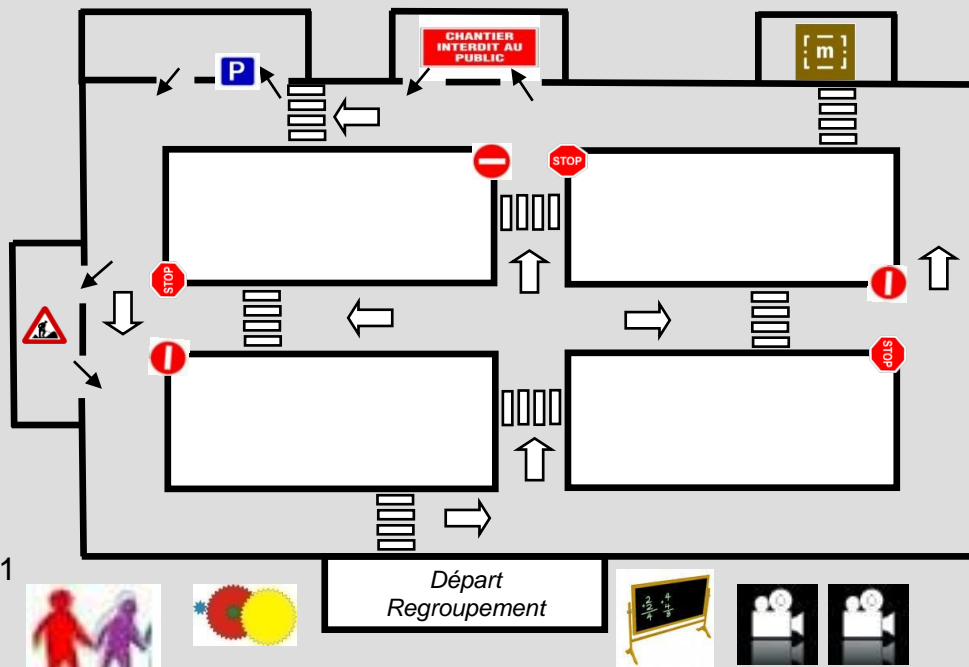 CHANTIER
INTERDIT AU
PUBLIC
m
P
STOP
STOP
STOP
1
Départ
Regroupement